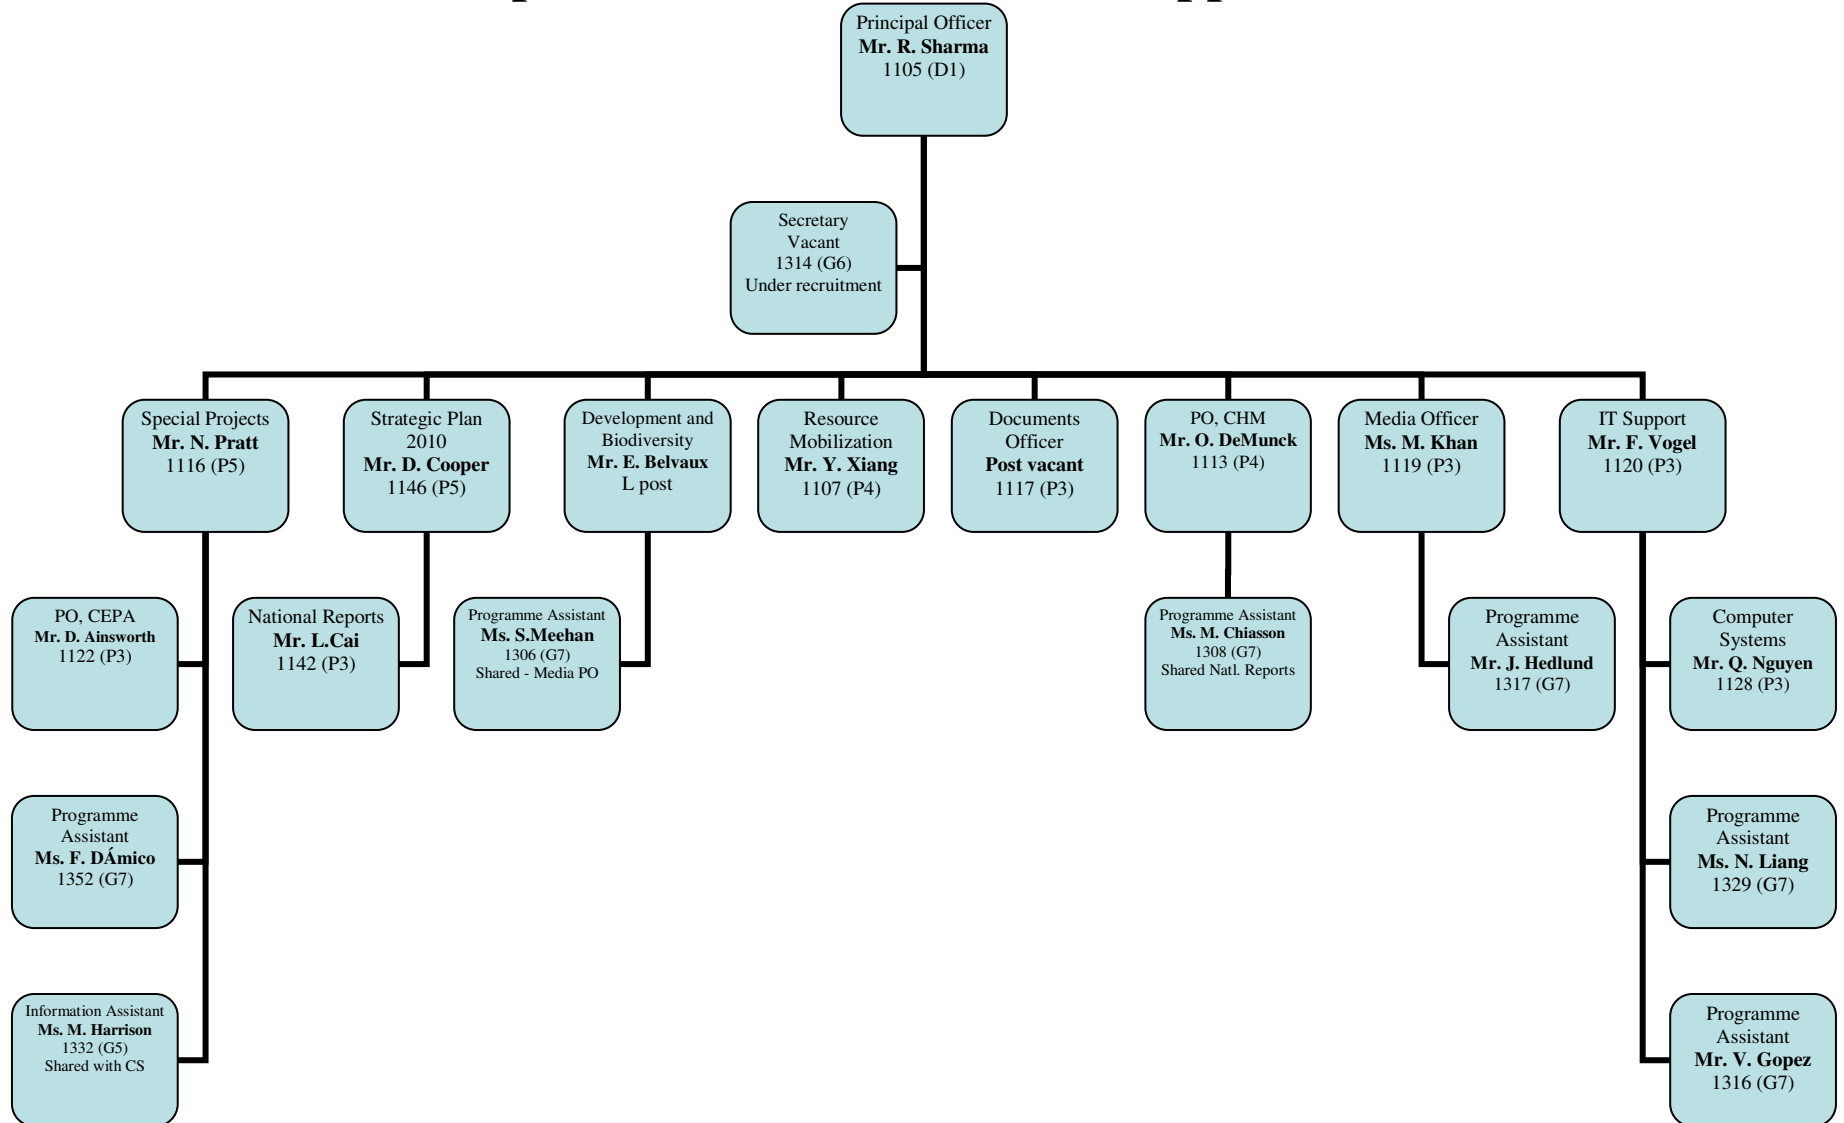 Principal Officer
Mr. R. Sharma
1105 (D1)
Secretary
Vacant
1314 (G6)
Under recruitment
Special Projects
Mr. N. Pratt
1116 (P5)
Strategic Plan
2010
Mr. D. Cooper
1146 (P5)
Development and
Biodiversity
Mr. E. Belvaux
L post
Resource
Mobilization
Mr. Y. Xiang
1107 (P4)
Documents
Officer
Post vacant
1117 (P3)
PO, CHM
Mr. O. DeMunck
1113 (P4)
Media Officer
Ms. M. Khan
1119 (P3)
IT Support
Mr. F. Vogel
1120 (P3)
PO, CEPA
Mr. D. Ainsworth
1122 (P3)
National Reports
Mr. L.Cai
1142 (P3)
Programme Assistant
Ms. S.Meehan
1306 (G7)
Shared - Media PO
Programme Assistant
Ms. M. Chiasson
1308 (G7)
Shared Natl. Reports
Programme
Assistant
Mr. J. Hedlund
1317 (G7)
Computer
Systems
Mr. Q. Nguyen
1128 (P3)
Programme
Assistant
Ms. F. DÁmico
1352 (G7)
Programme
Assistant
Ms. N. Liang
1329 (G7)
Information Assistant
Ms. M. Harrison
1332 (G5)
Shared with CS
Programme
Assistant
Mr. V. Gopez
1316 (G7)